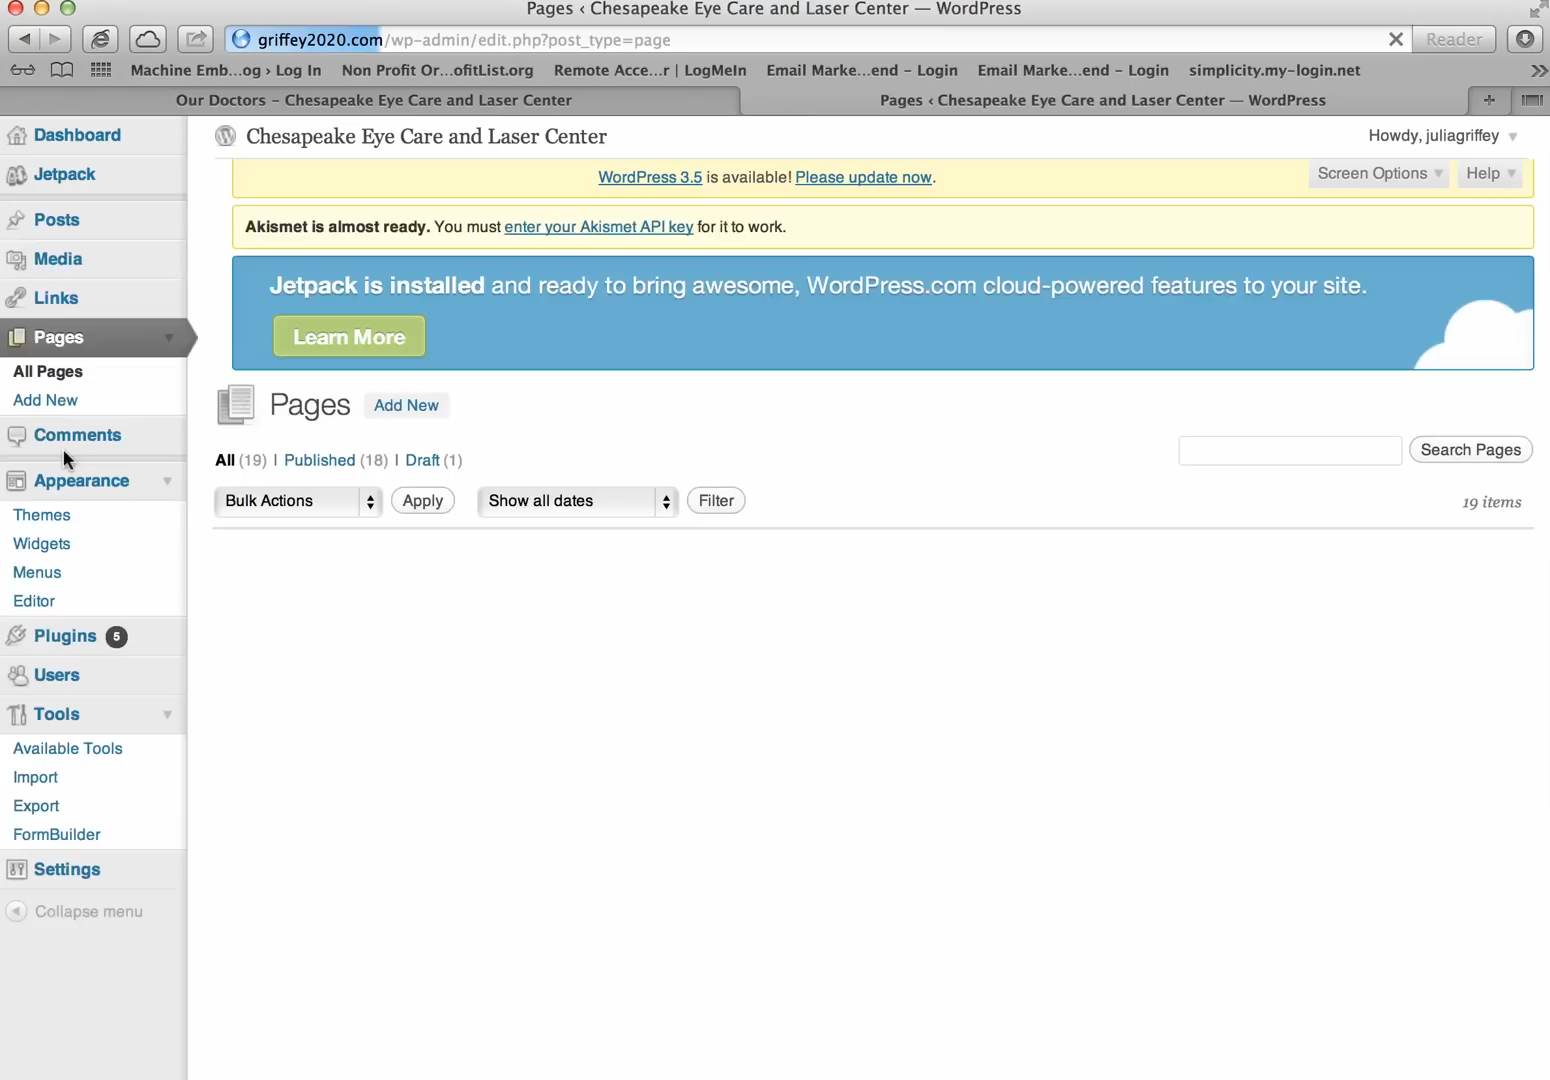 Pages ‹ Chesapeake Eye Care and Laser Center — WordPress
griffey2020.com/wp-admin/edit.php?post_type=page
Reader
Machine Emb...og › Log In
Non Profit Or...ofitList.org
Remote Acce...r | LogMeIn
Email Marke...end – Login
Email Marke...end – Login
simplicity.my-login.net
Our Doctors – Chesapeake Eye Care and Laser Center
Pages ‹ Chesapeake Eye Care and Laser Center — WordPress
Dashboard
Jetpack
Posts
Media
Links
Pages
All Pages
Add New
Comments
Appearance
Themes
Widgets
Menus
Editor
Plugins 5
Users
Tools
Available Tools
Import
Export
FormBuilder
Settings
Collapse menu
Chesapeake Eye Care and Laser Center
Howdy, juliagriffey
WordPress 3.5 is available! Please update now.
Screen Options
Help
Akismet is almost ready. You must enter your Akismet API key for it to work.
Jetpack is installed and ready to bring awesome, WordPress.com cloud-powered features to your site.
Learn More
Pages
Add New
All (19) | Published (18) | Draft (1)
Search Pages
Bulk Actions
Apply
Show all dates
Filter
19 items